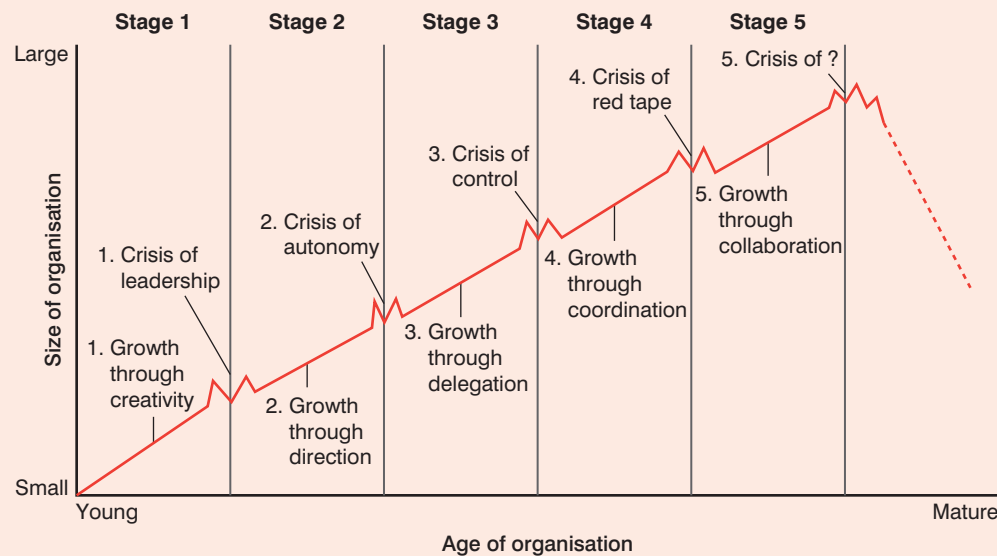 Stage 1
Stage 2
Stage 3
Stage 4
Stage 5
Large
5. Crisis of ?
4. Crisis of
red tape
3. Crisis of
control
2. Crisis of
autonomy
1. Crisis of
leadership
1. Growth
through
creativity
2. Growth
through
direction
3. Growth
through
delegation
4. Growth
through
coordination
5. Growth
through
collaboration
Size of organisation
Small
Young
Mature
Age of organisation